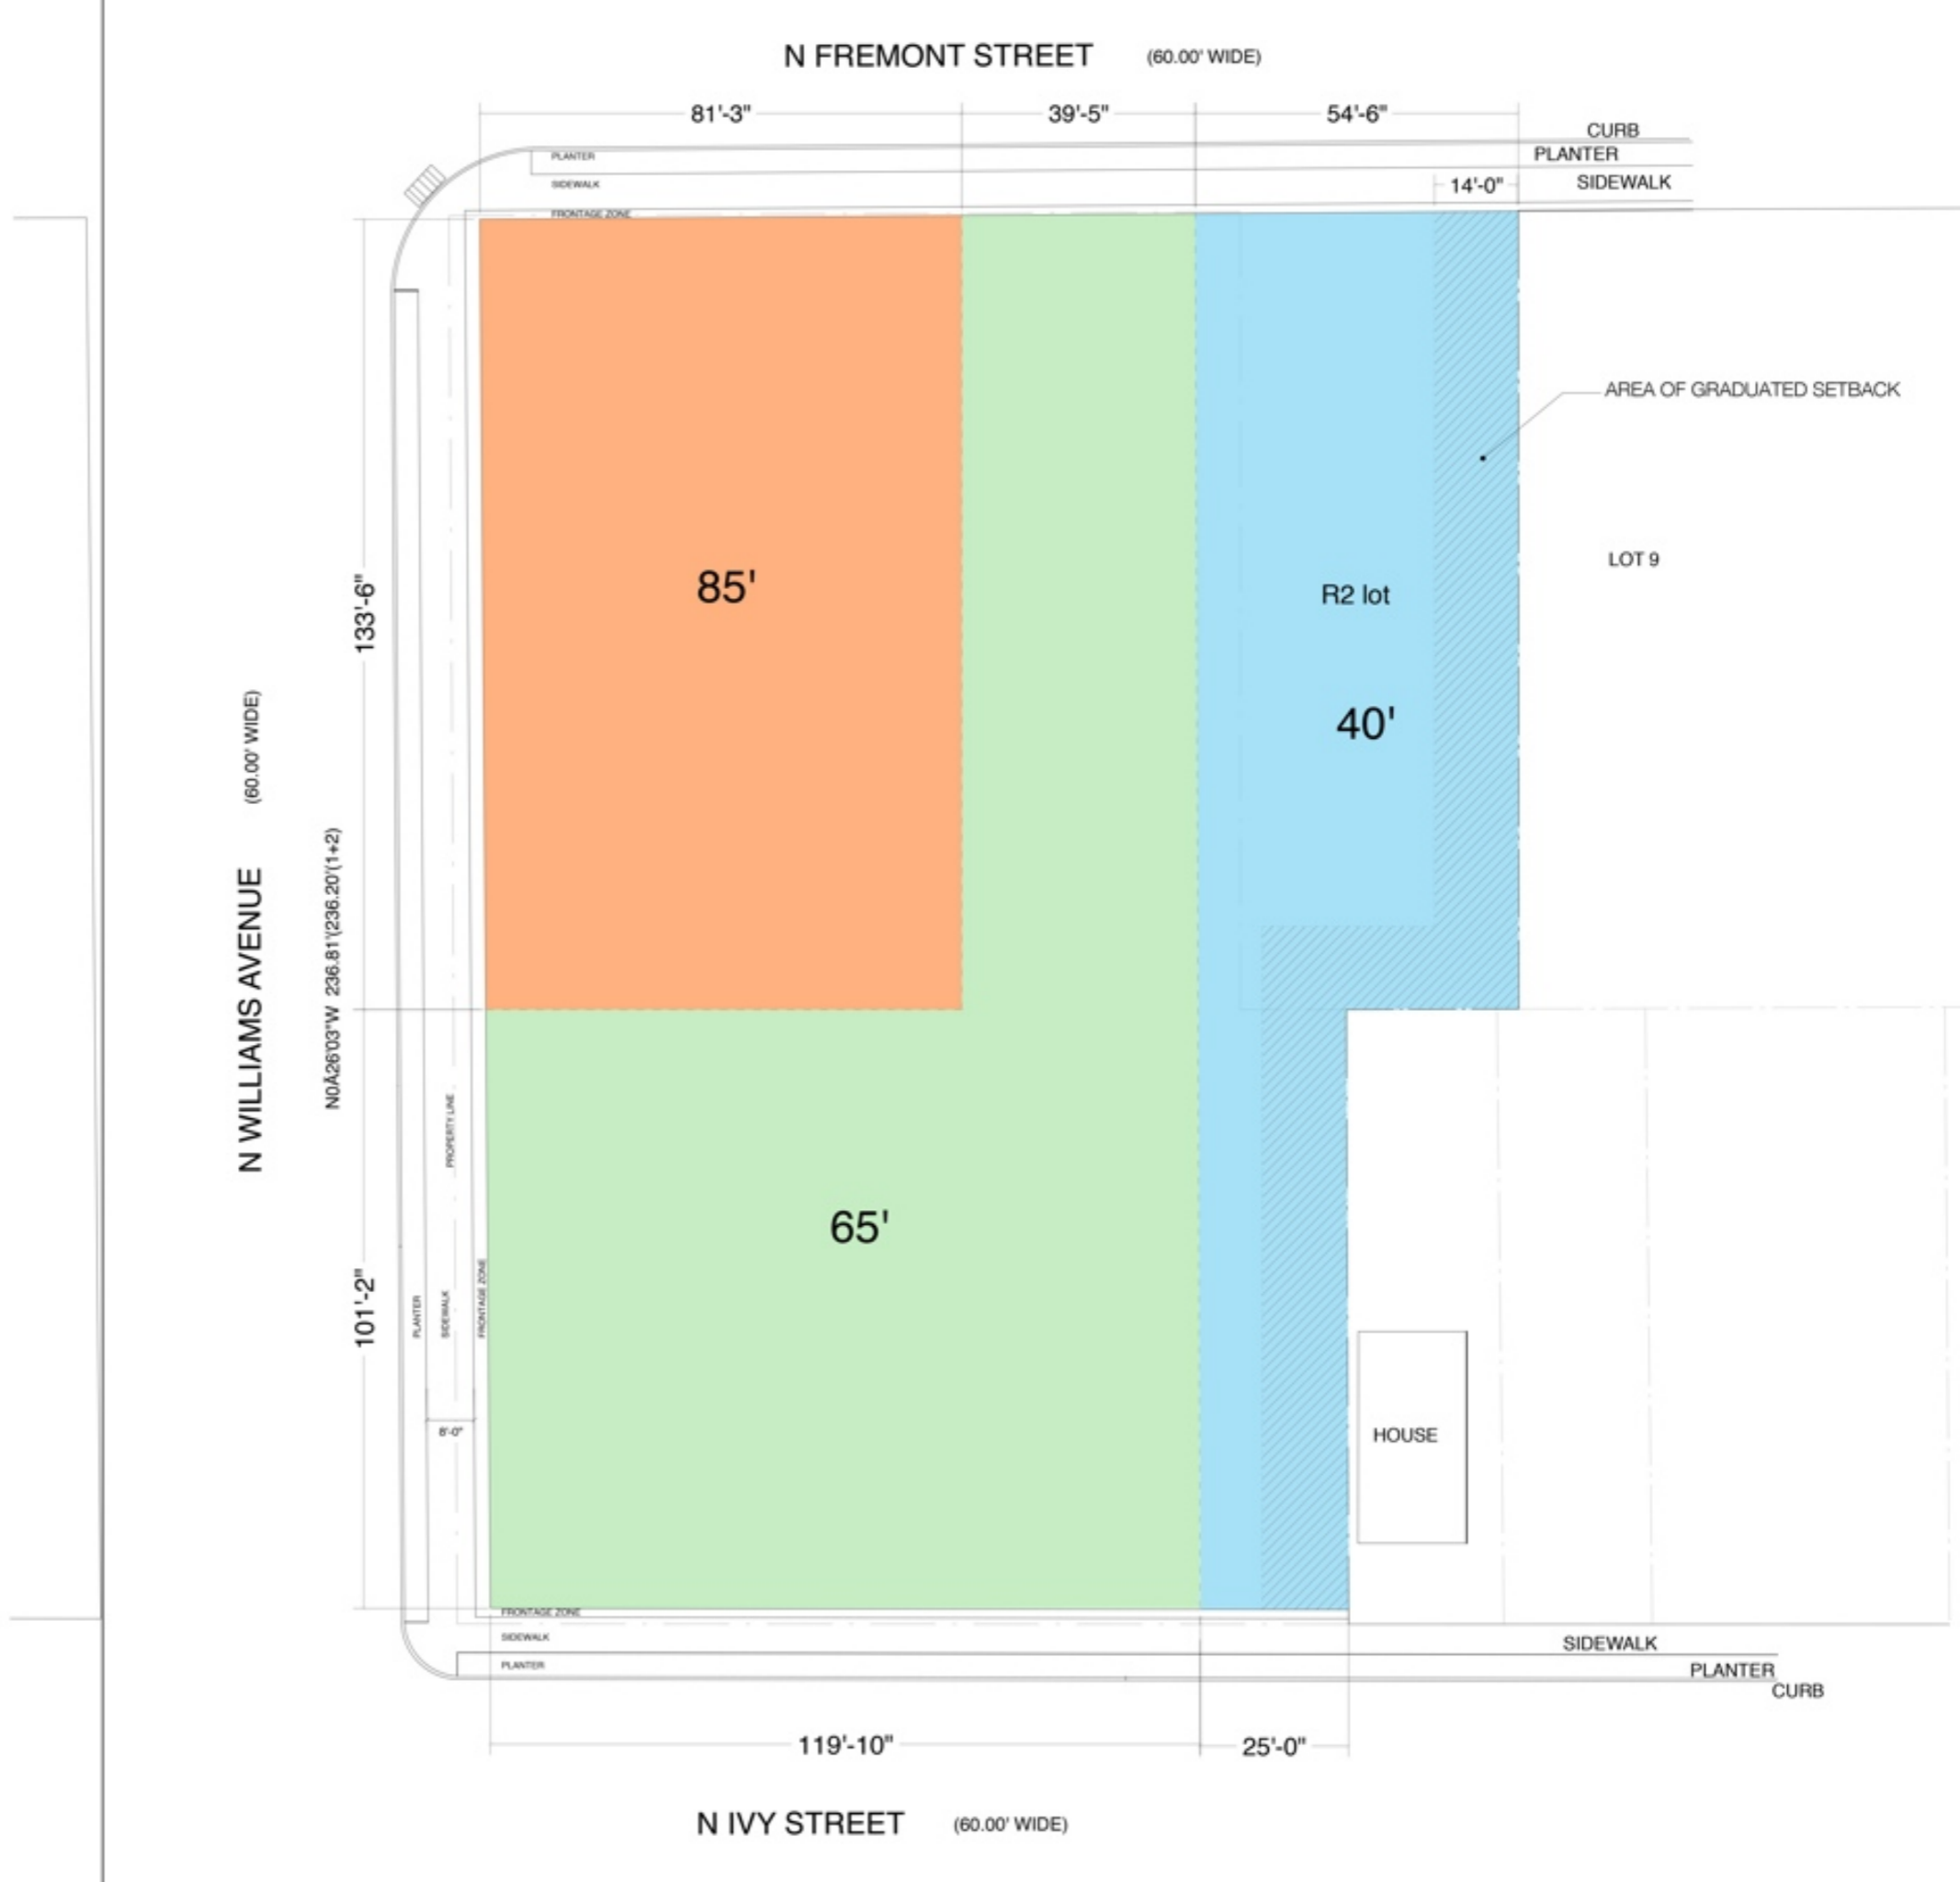 N FREMONT STREET (60.00' WIDE)
81'-3"
39'-5"
54'-6"
CURB
PLANTER
PLANTER
14'-0"
SIDEWALK
SIDEWALK
FRONTAGE ZONE
AREA OF GRADUATED SETBACK
LOT 9
85'
R2 lot
40'
133'-6"
N WILLIAMS AVENUE (60.00' WIDE)
N0Â26'03"W 236.81'(236.20'(1+2)
PROPERTY LINE
65'
101'-2"
PLANTER
SIDEWALK
FRONTAGE ZONE
8'-0"
HOUSE
FRONTAGE ZONE
SIDEWALK
SIDEWALK
PLANTER
PLANTER
CURB
119'-10"
25'-0"
N IVY STREET (60.00' WIDE)